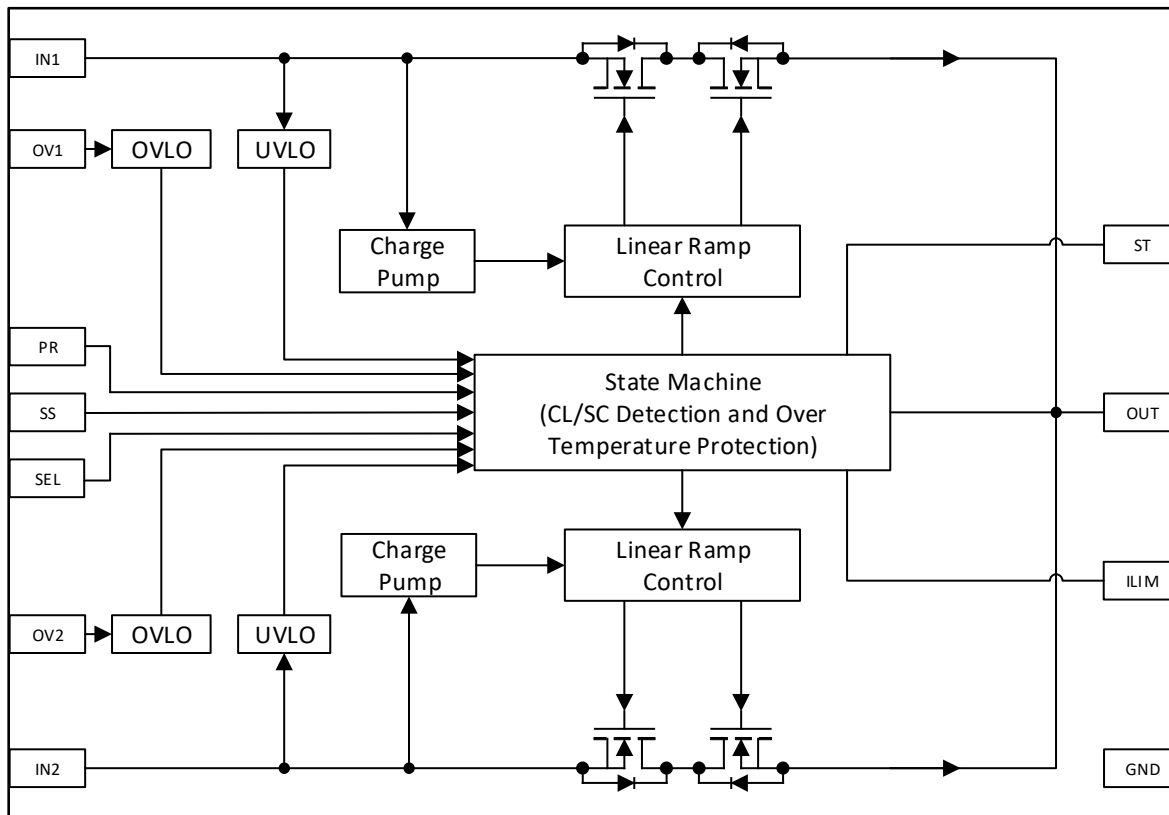 IN1
OV1
OVLO
UVLO
Charge
Pump
Linear Ramp
Control
ST
PR
SS
SEL
State Machine
(CL/SC Detection and Over
Temperature Protection)
OUT
Charge
Pump
Linear Ramp
Control
ILIM
OV2
OVLO
UVLO
IN2
GND